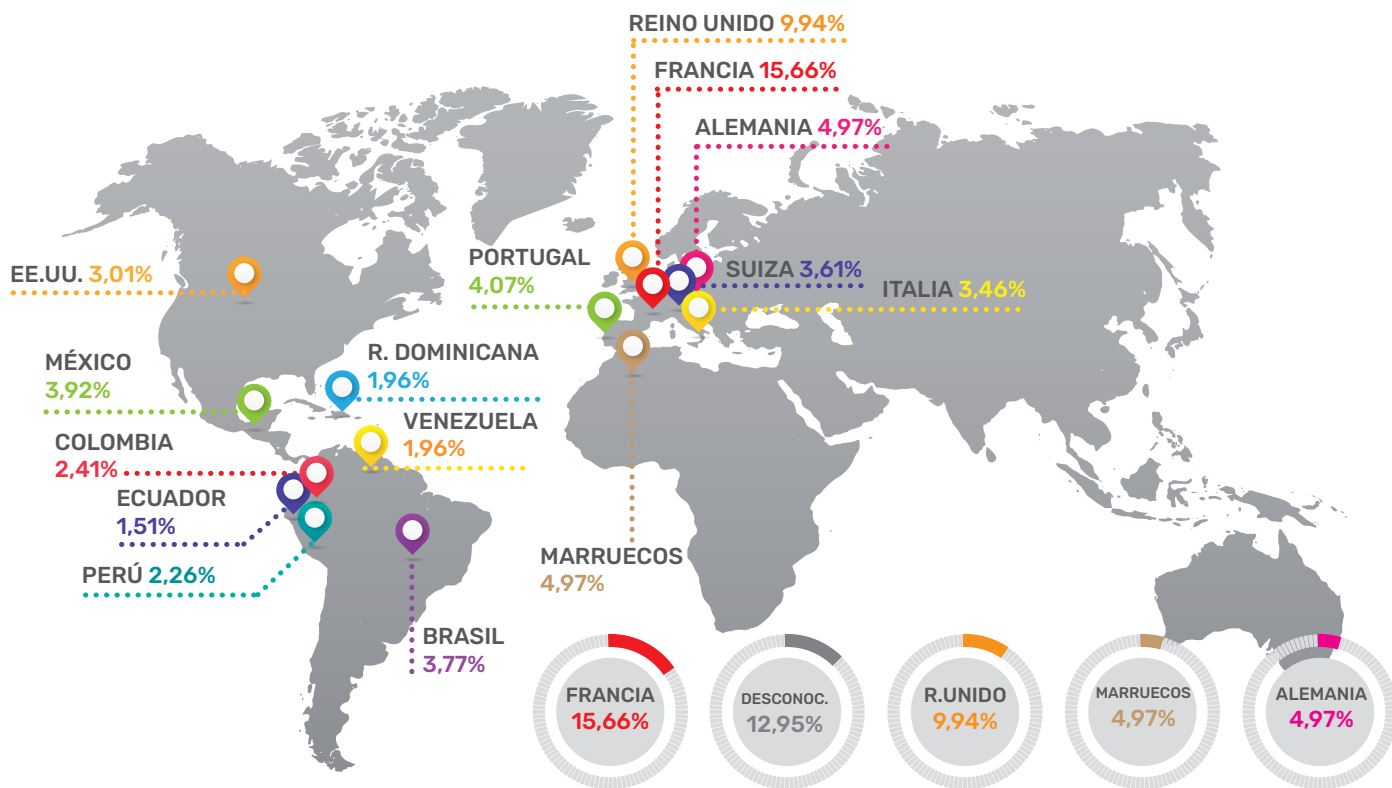 REINO UNIDO 9,94%
FRANCIA 15,66%
ALEMANIA 4,97%
PORTUGAL
4,07%
SUIZA 3,61%
ITALIA 3,46%
EE.UU. 3,01%
MÉXICO
3,92%
R. DOMINICANA
1,96%
VENEZUELA
1,96%
COLOMBIA
2,41%
ECUADOR
1,51%
PERÚ 2,26%
MARRUECOS
4,97%
BRASIL
3,77%
FRANCIA
15,66%
DESCONOC.
12,95%
R.UNIDO
9,94%
MARRUECOS
4,97%
ALEMANIA
4,97%